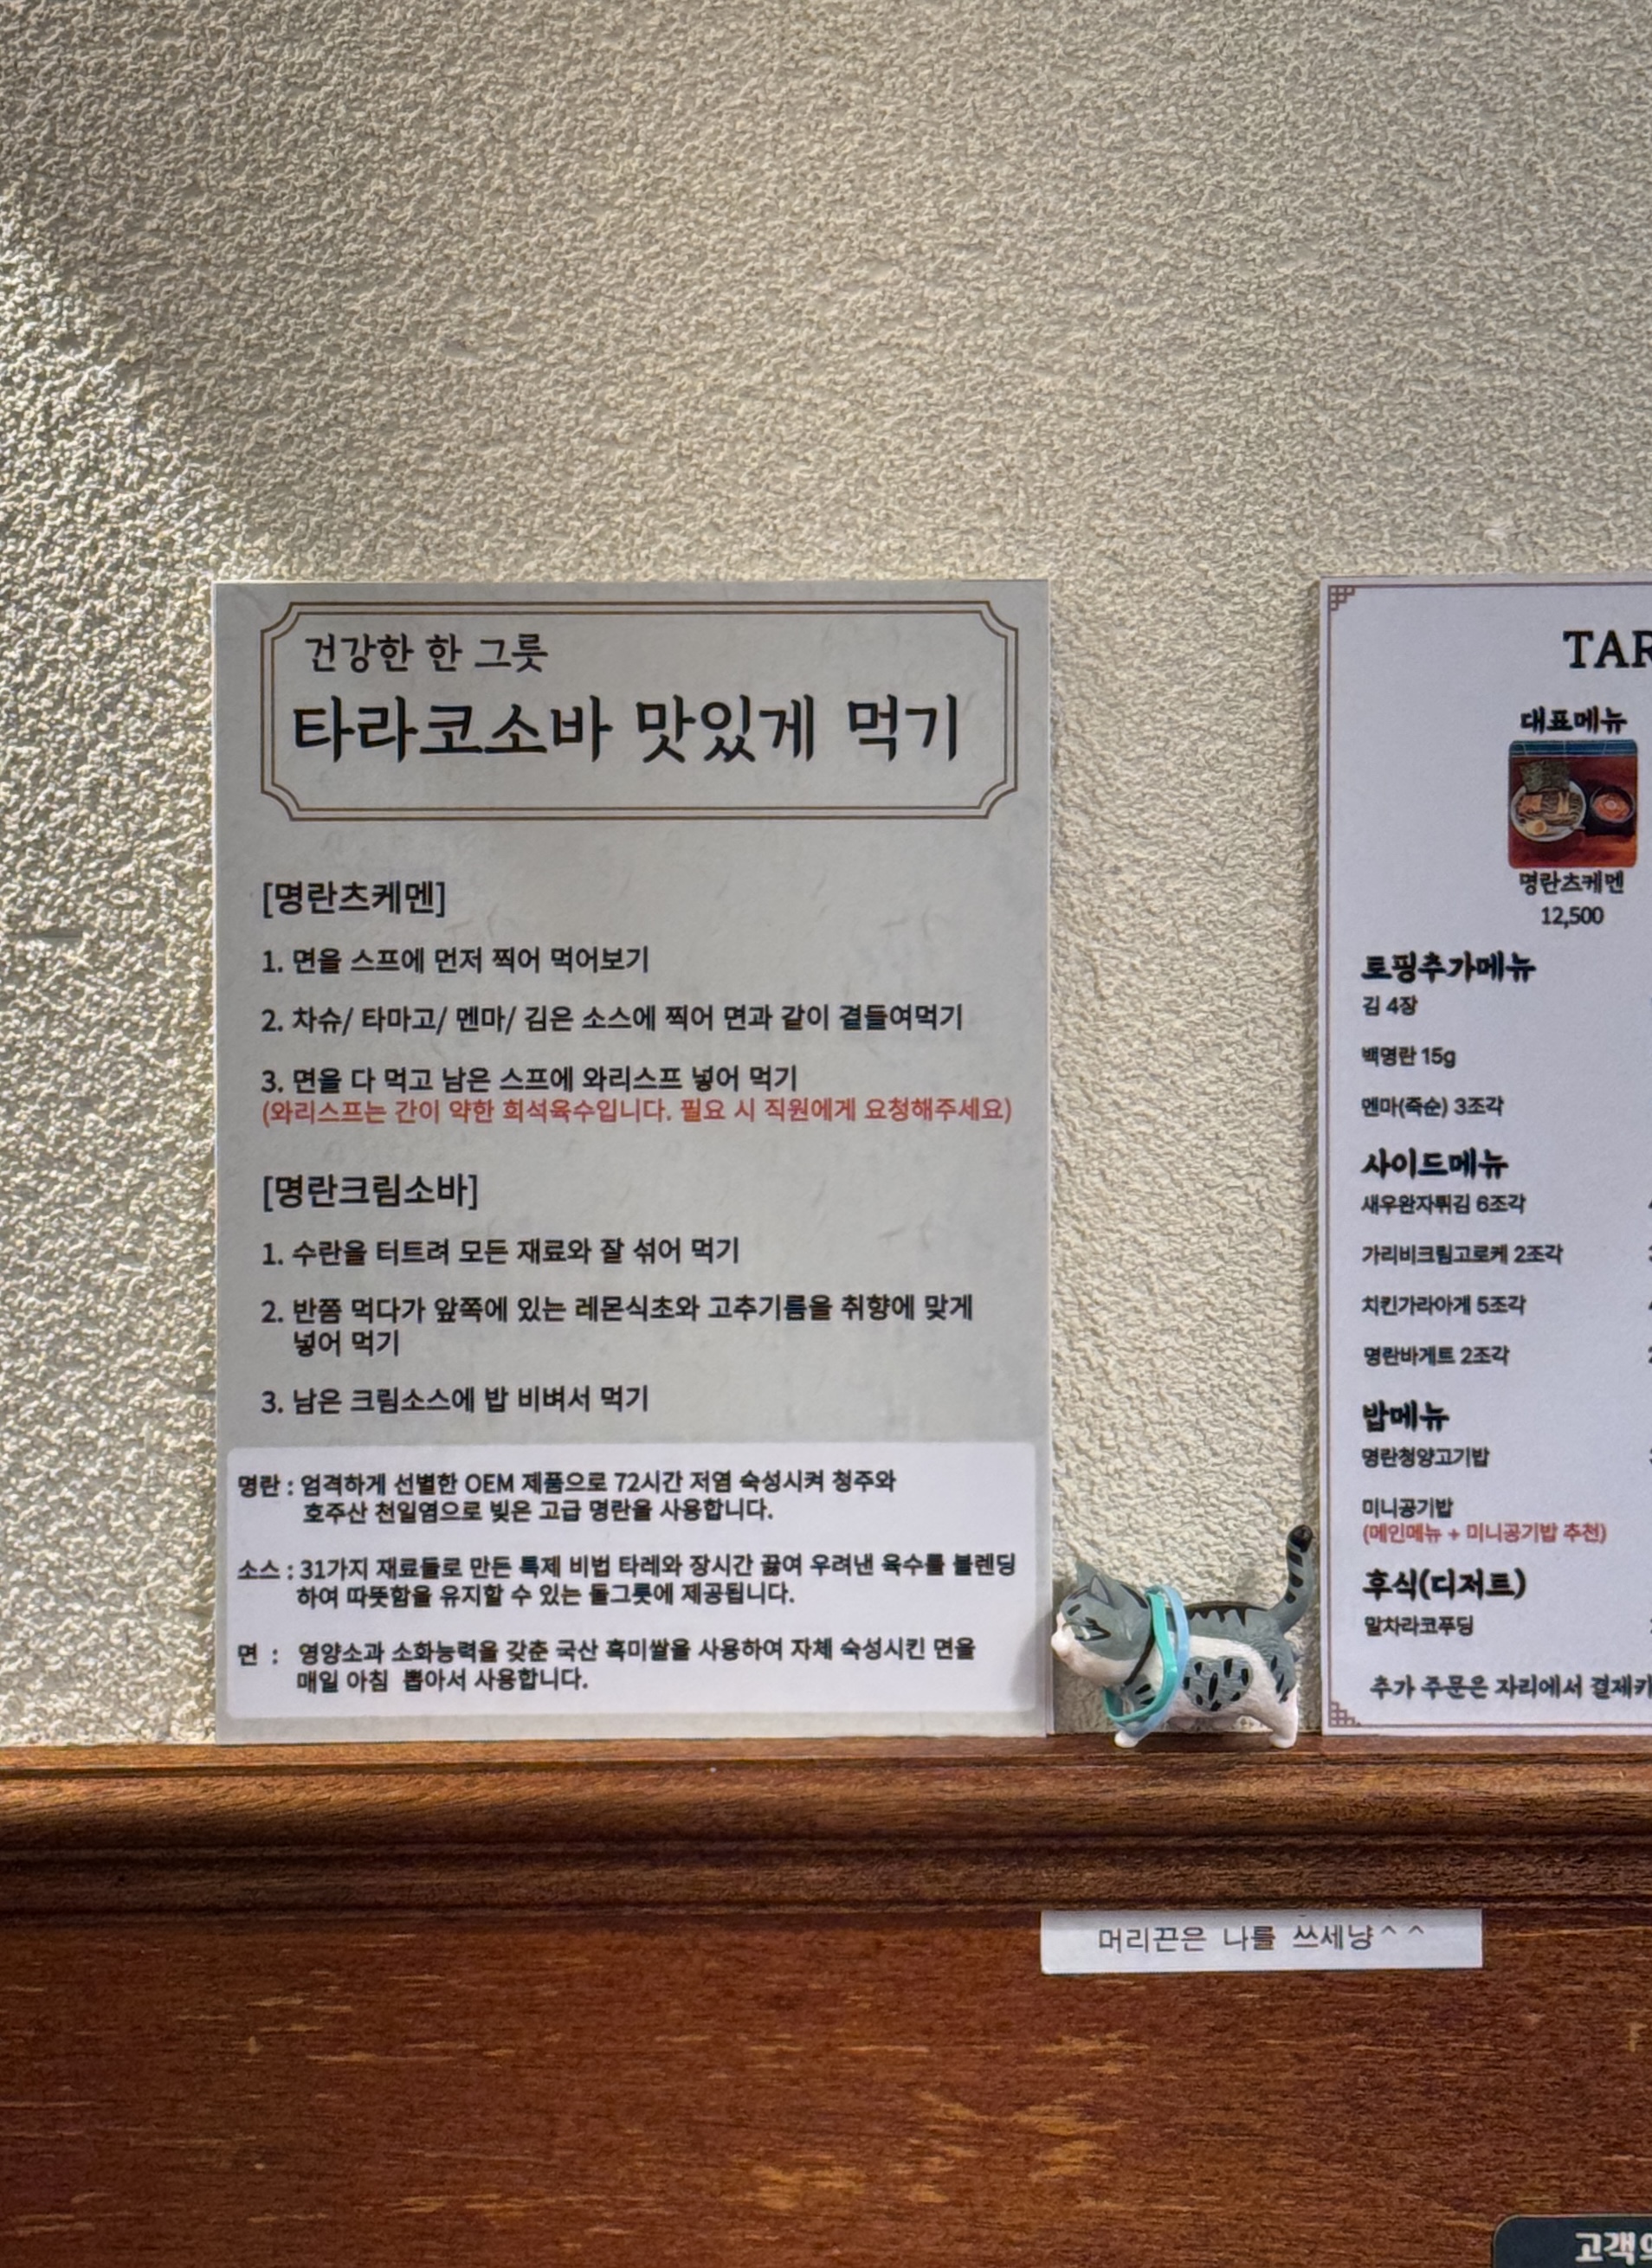 건강한 한 그릇
타라코소바 맛있게 먹기
[명란츠케멘]
1. 면을 스프에 먼저 찍어 먹어보기
2. 차슈/ 타마고/ 멘마/ 김은 소스에 찍어 면과 같이 곁들여먹기
3. 면을 다 먹고 남은 스프에 와리스프 넣어 먹기
(와리스프는 간이 약한 희석육수입니다. 필요 시 직원에게 요청해주세요)
[명란크림소바]
1. 수란을 터트려 모든 재료와 잘 섞어 먹기
2. 반쯤 먹다가 앞쪽에 있는 레몬식초와 고추기름을 취향에 맞게
넣어 먹기
3. 남은 크림소스에 밥 비벼서 먹기
명란 : 엄격하게 선별한 OEM 제품으로 72시간 저염 숙성시켜 청주와
호주산 천일염으로 빚은 고급 명란을 사용합니다.
소스 : 31가지 재료들로 만든 특제 비법 타레와 장시간 끓여 우려낸 육수를 블렌딩
하여 따뜻함을 유지할 수 있는 돌그릇에 제공됩니다.
면 : 영양소과 소화능력을 갖춘 국산 흑미쌀을 사용하여 자체 숙성시킨 면을
매일 아침 뽑아서 사용합니다.
TAR
대표메뉴
명란츠케멘
12,500
토핑추가메뉴
김 4장
백명란 15g
멘마(죽순) 3조각
사이드메뉴
새우완자튀김 6조각
가리비크림고로케 2조각
치킨가라아게 5조각
명란바게트 2조각
밥메뉴
명란청양고기밥
미니공기밥
(메인메뉴 + 미니공기밥 추천)
후식(디저트)
말차라코푸딩
추가 주문은 자리에서 결제
머리끈은 나를 쓰세냥^^
고객